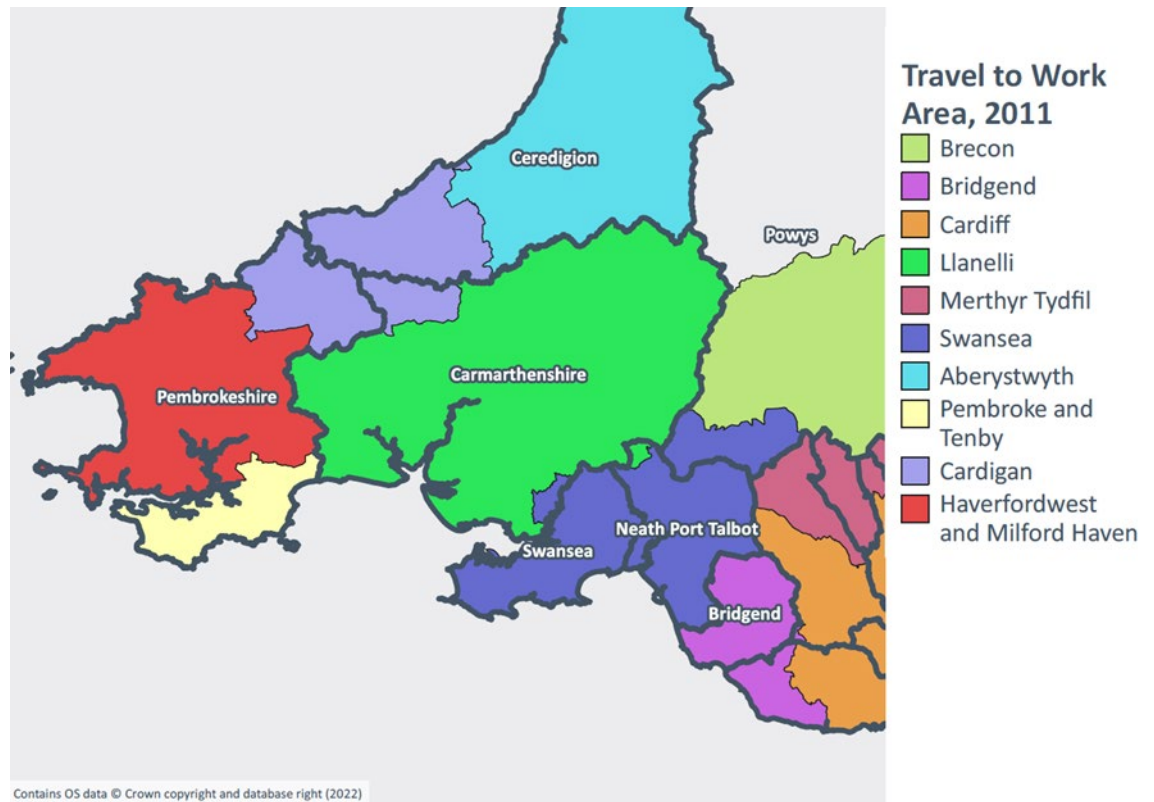 Travel to Work
Area, 2011
Brecon
Bridgend
Cardiff
Llanelli
Merthyr Tydfil
Swansea
Aberystwyth
Pembroke and
Tenby
Cardigan
Haverfordwest
and Milford Haven
Ceredigion
Powys
Carmarthenshire
Pembrokeshire
Neath Port Talbot
Swansea
Bridgend
Contains OS data © Crown copyright and database right (2022)